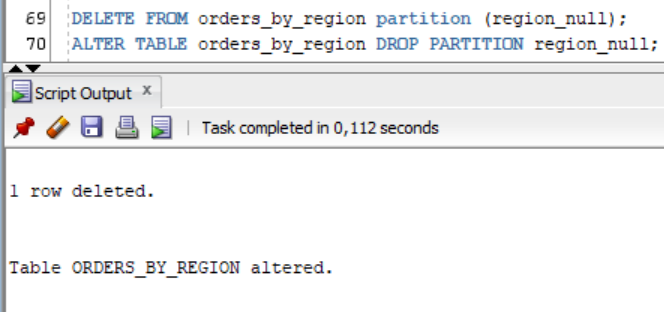 69 DELETE FROM orders_by_region partition (region_null);
70 ALTER TABLE orders_by_region DROP PARTITION region_null;
Script Output x
Task completed in 0,112 seconds
1 row deleted.
Table ORDERS_BY_REGION altered.